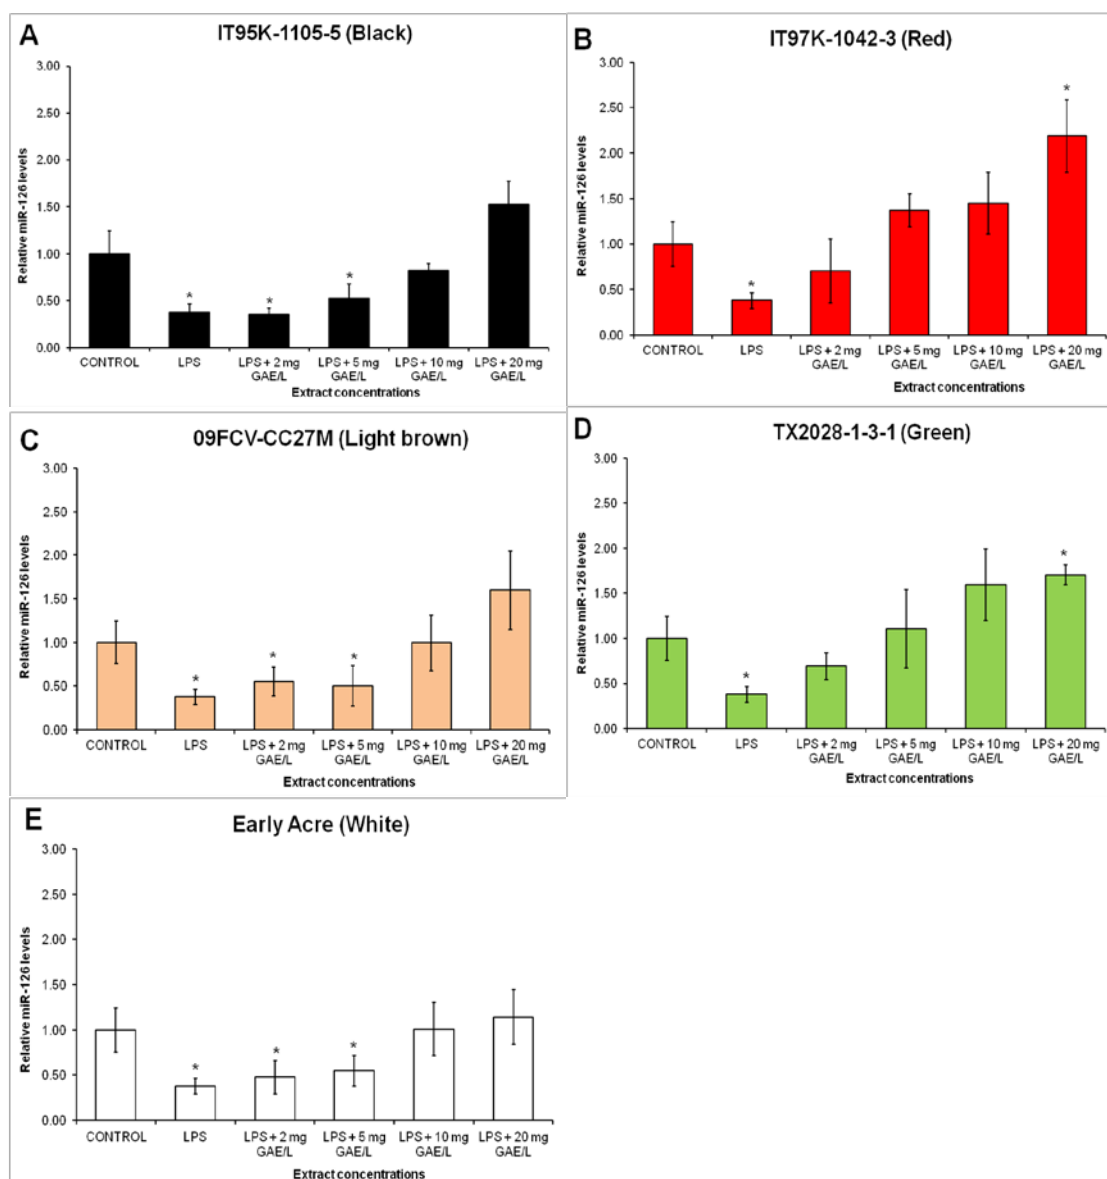 A
IT95K-1105-5 (Black)
Relative miR-126 levels
3.00
2.50
2.00
1.50
1.00
0.50
0.00
*
*
*
CONTROL
LPS
LPS + 2 mg
GAE/L
LPS + 5 mg
GAE/L
LPS + 10 mg
GAE/L
LPS + 20 mg
GAE/L
Extract concentrations
B
IT97K-1042-3 (Red)
Relative miR-126 levels
3.00
2.50
2.00
1.50
1.00
0.50
0.00
*
*
CONTROL
LPS
LPS + 2 mg
GAE/L
LPS + 5 mg
GAE/L
LPS + 10 mg
GAE/L
LPS + 20 mg
GAE/L
Extract concentrations
C
09FCV-CC27M (Light brown)
Relative miR-126 levels
3.00
2.50
2.00
1.50
1.00
0.50
0.00
*
*
*
CONTROL
LPS
LPS + 2 mg
GAE/L
LPS + 5 mg
GAE/L
LPS + 10 mg
GAE/L
LPS + 20 mg
GAE/L
Extract concentrations
D
TX2028-1-3-1 (Green)
Relative miR-126 levels
3.00
2.50
2.00
1.50
1.00
0.50
0.00
*
*
CONTROL
LPS
LPS + 2 mg
GAE/L
LPS + 5 mg
GAE/L
LPS + 10 mg
GAE/L
LPS + 20 mg
GAE/L
Extract concentrations
E
Early Acre (White)
Relative miR-126 levels
3.00
2.50
2.00
1.50
1.00
0.50
0.00
*
*
*
CONTROL
LPS
LPS + 2 mg
GAE/L
LPS + 5 mg
GAE/L
LPS + 10 mg
GAE/L
LPS + 20 mg
GAE/L
Extract concentrations